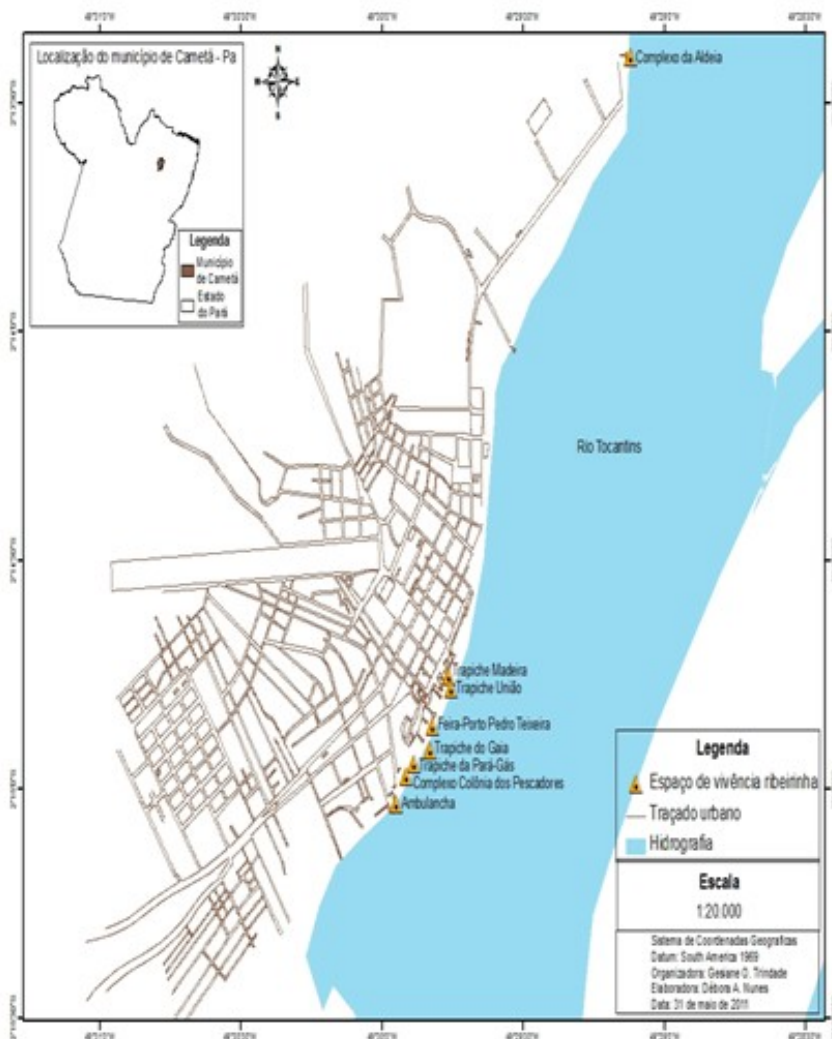 Localização do município de Cametá - Pa
N
Legenda
Município
de Cametá
Estado
do Pará
Complexo da Aldeia
Rio Tocantins
Trapiche Madeira
Trapiche União
Feira-Porto Pedro Teixeira
Trapiche do Gaia
Trapiche da Pará-Gás
Complexo Colônia dos Pescadores
Ambulancha
Legenda
Espaço de vivência ribeirinha
Traçado urbano
Hidrografia
Escala
1:20.000
Sistema de Coordenadas Geograficas
Datum: South America 1969
Organizadora: Gesiane O. Trindade
Elaboradora: Débora A. Nunes
Data: 31 de maio de 2011